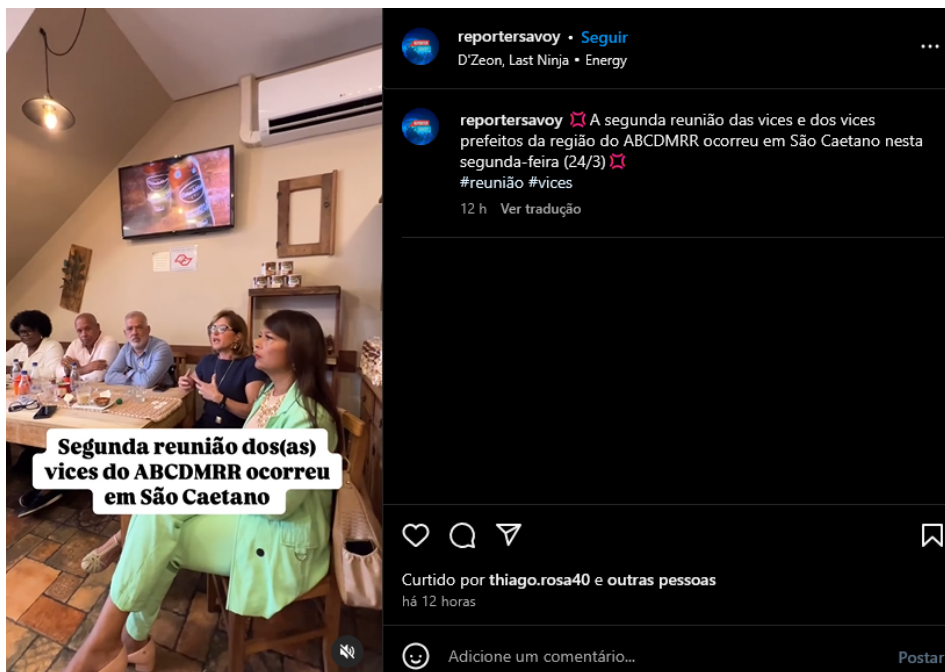 reportersavoy • Seguir
D'Zeon, Last Ninja • Energy
reportersavoy 💢 A segunda reunião das vices e dos vices
prefeitos da região do ABCDMRR ocorreu em São Caetano nesta
segunda-feira (24/3) 💢
#reunião #vices
12 h Ver tradução
Segunda reunião dos(as)
vices do ABCDMRR ocorreu
em São Caetano
Curtido por thiago.rosa40 e outras pessoas
há 12 horas
Adicione um comentário...
Postar